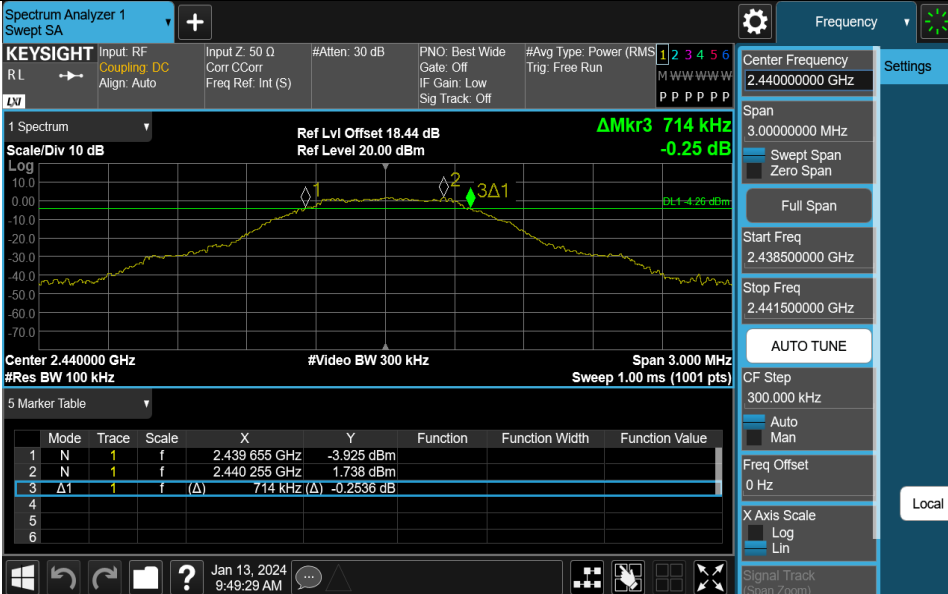 Spectrum Analyzer 1
Swept SA
Frequency
KEYSIGHT
RL
LXI
Input: RF
Coupling: DC
Align: Auto
Input Z: 50 Ω
Corr CCorr
Freq Ref: Int (S)
#Atten: 30 dB
PNO: Best Wide
Gate: Off
IF Gain: Low
Sig Track: Off
#Avg Type: Power (RMS
Trig: Free Run
1 2 3 4 5 6
M W W W W W
P P P P P P
1 Spectrum
Scale/Div 10 dB
Ref Lvl Offset 18.44 dB
Ref Level 20.00 dBm
ΔMkr3 714 kHz
-0.25 dB
Log
10.0
0.00
-10.0
-20.0
-30.0
-40.0
-50.0
-60.0
-70.0
1
2
3Δ1
DL1 -4.26 dBm
Center 2.440000 GHz
#Video BW 300 kHz
Span 3.000 MHz
#Res BW 100 kHz
Sweep 1.00 ms (1001 pts)
5 Marker Table
Mode Trace Scale X Y Function Function Width Function Value
1 N 1 f 2.439 655 GHz -3.925 dBm
2 N 1 f 2.440 255 GHz 1.738 dBm
3 Δ1 1 f (Δ) 714 kHz (Δ) -0.2536 dB
4
5
6
Jan 13, 2024
9:49:29 AM
Center Frequency
2.440000000 GHz
Span
3.00000000 MHz
Swept Span
Zero Span
Full Span
Start Freq
2.438500000 GHz
Stop Freq
2.441500000 GHz
AUTO TUNE
CF Step
300.000 kHz
Auto
Man
Freq Offset
0 Hz
X Axis Scale
Log
Lin
Signal Track
(Span Zoom)
Settings
Local